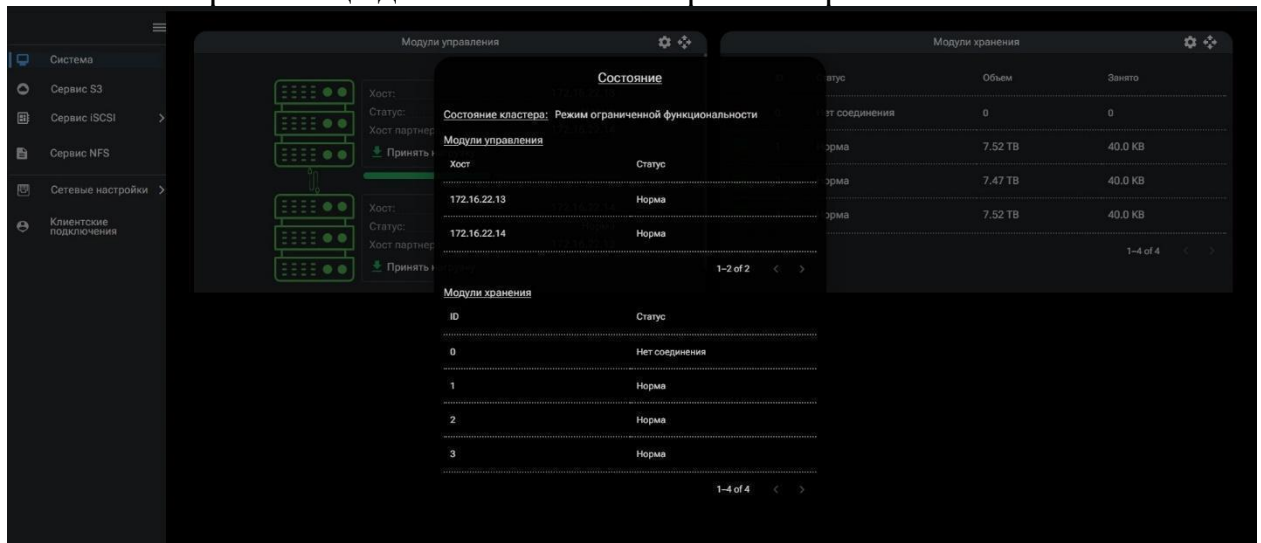 Система
Сервис S3
Сервис iSCSI
Сервис NFS
Сетевые настройки
Клиентские
подключения
Модули управления
Хост:
Статус:
Хост партнер
Принять
Хост:
Статус:
Хост партнер
Принять
Состояние
Состояние кластера: Режим ограниченной функциональности
Модули управления
Хост Статус
172.16.22.13 Норма
172.16.22.14 Норма
1–2 of 2
Модули хранения
ID Статус
0 Нет соединения
1 Норма
2 Норма
3 Норма
1–4 of 4
Модули хранения
Объем Занято
соединения 0 0
7.52 TB 40.0 KB
7.47 TB 40.0 KB
7.52 TB 40.0 KB
1–4 of 4